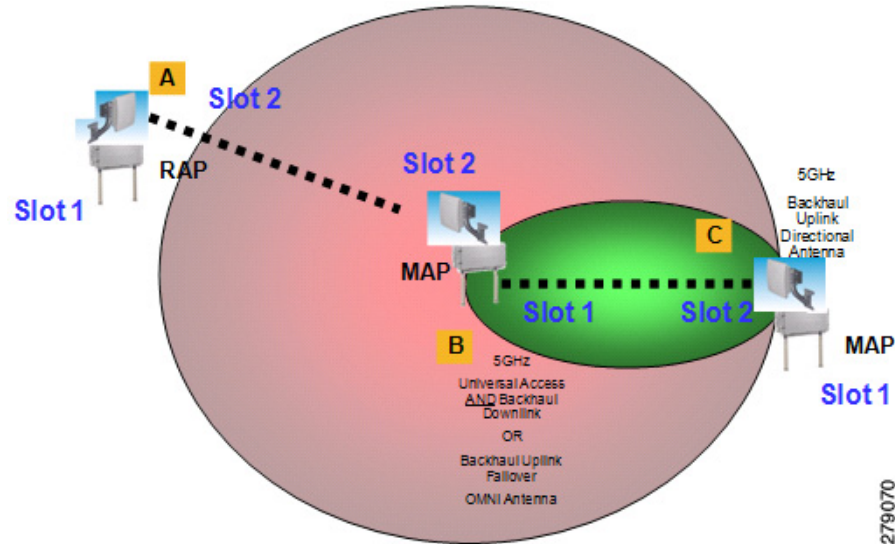 A
Slot 2
RAP
Slot 1
Slot 2
MAP
5GHz
Backhaul
Uplink
Directional
Antenna
C
Slot 1
Slot 2
B
MAP
Slot 1
5GHz
Universal Access
AND Backhaul
Downlink
OR
Backhaul Uplink
Failover
OMNI Antenna
279070